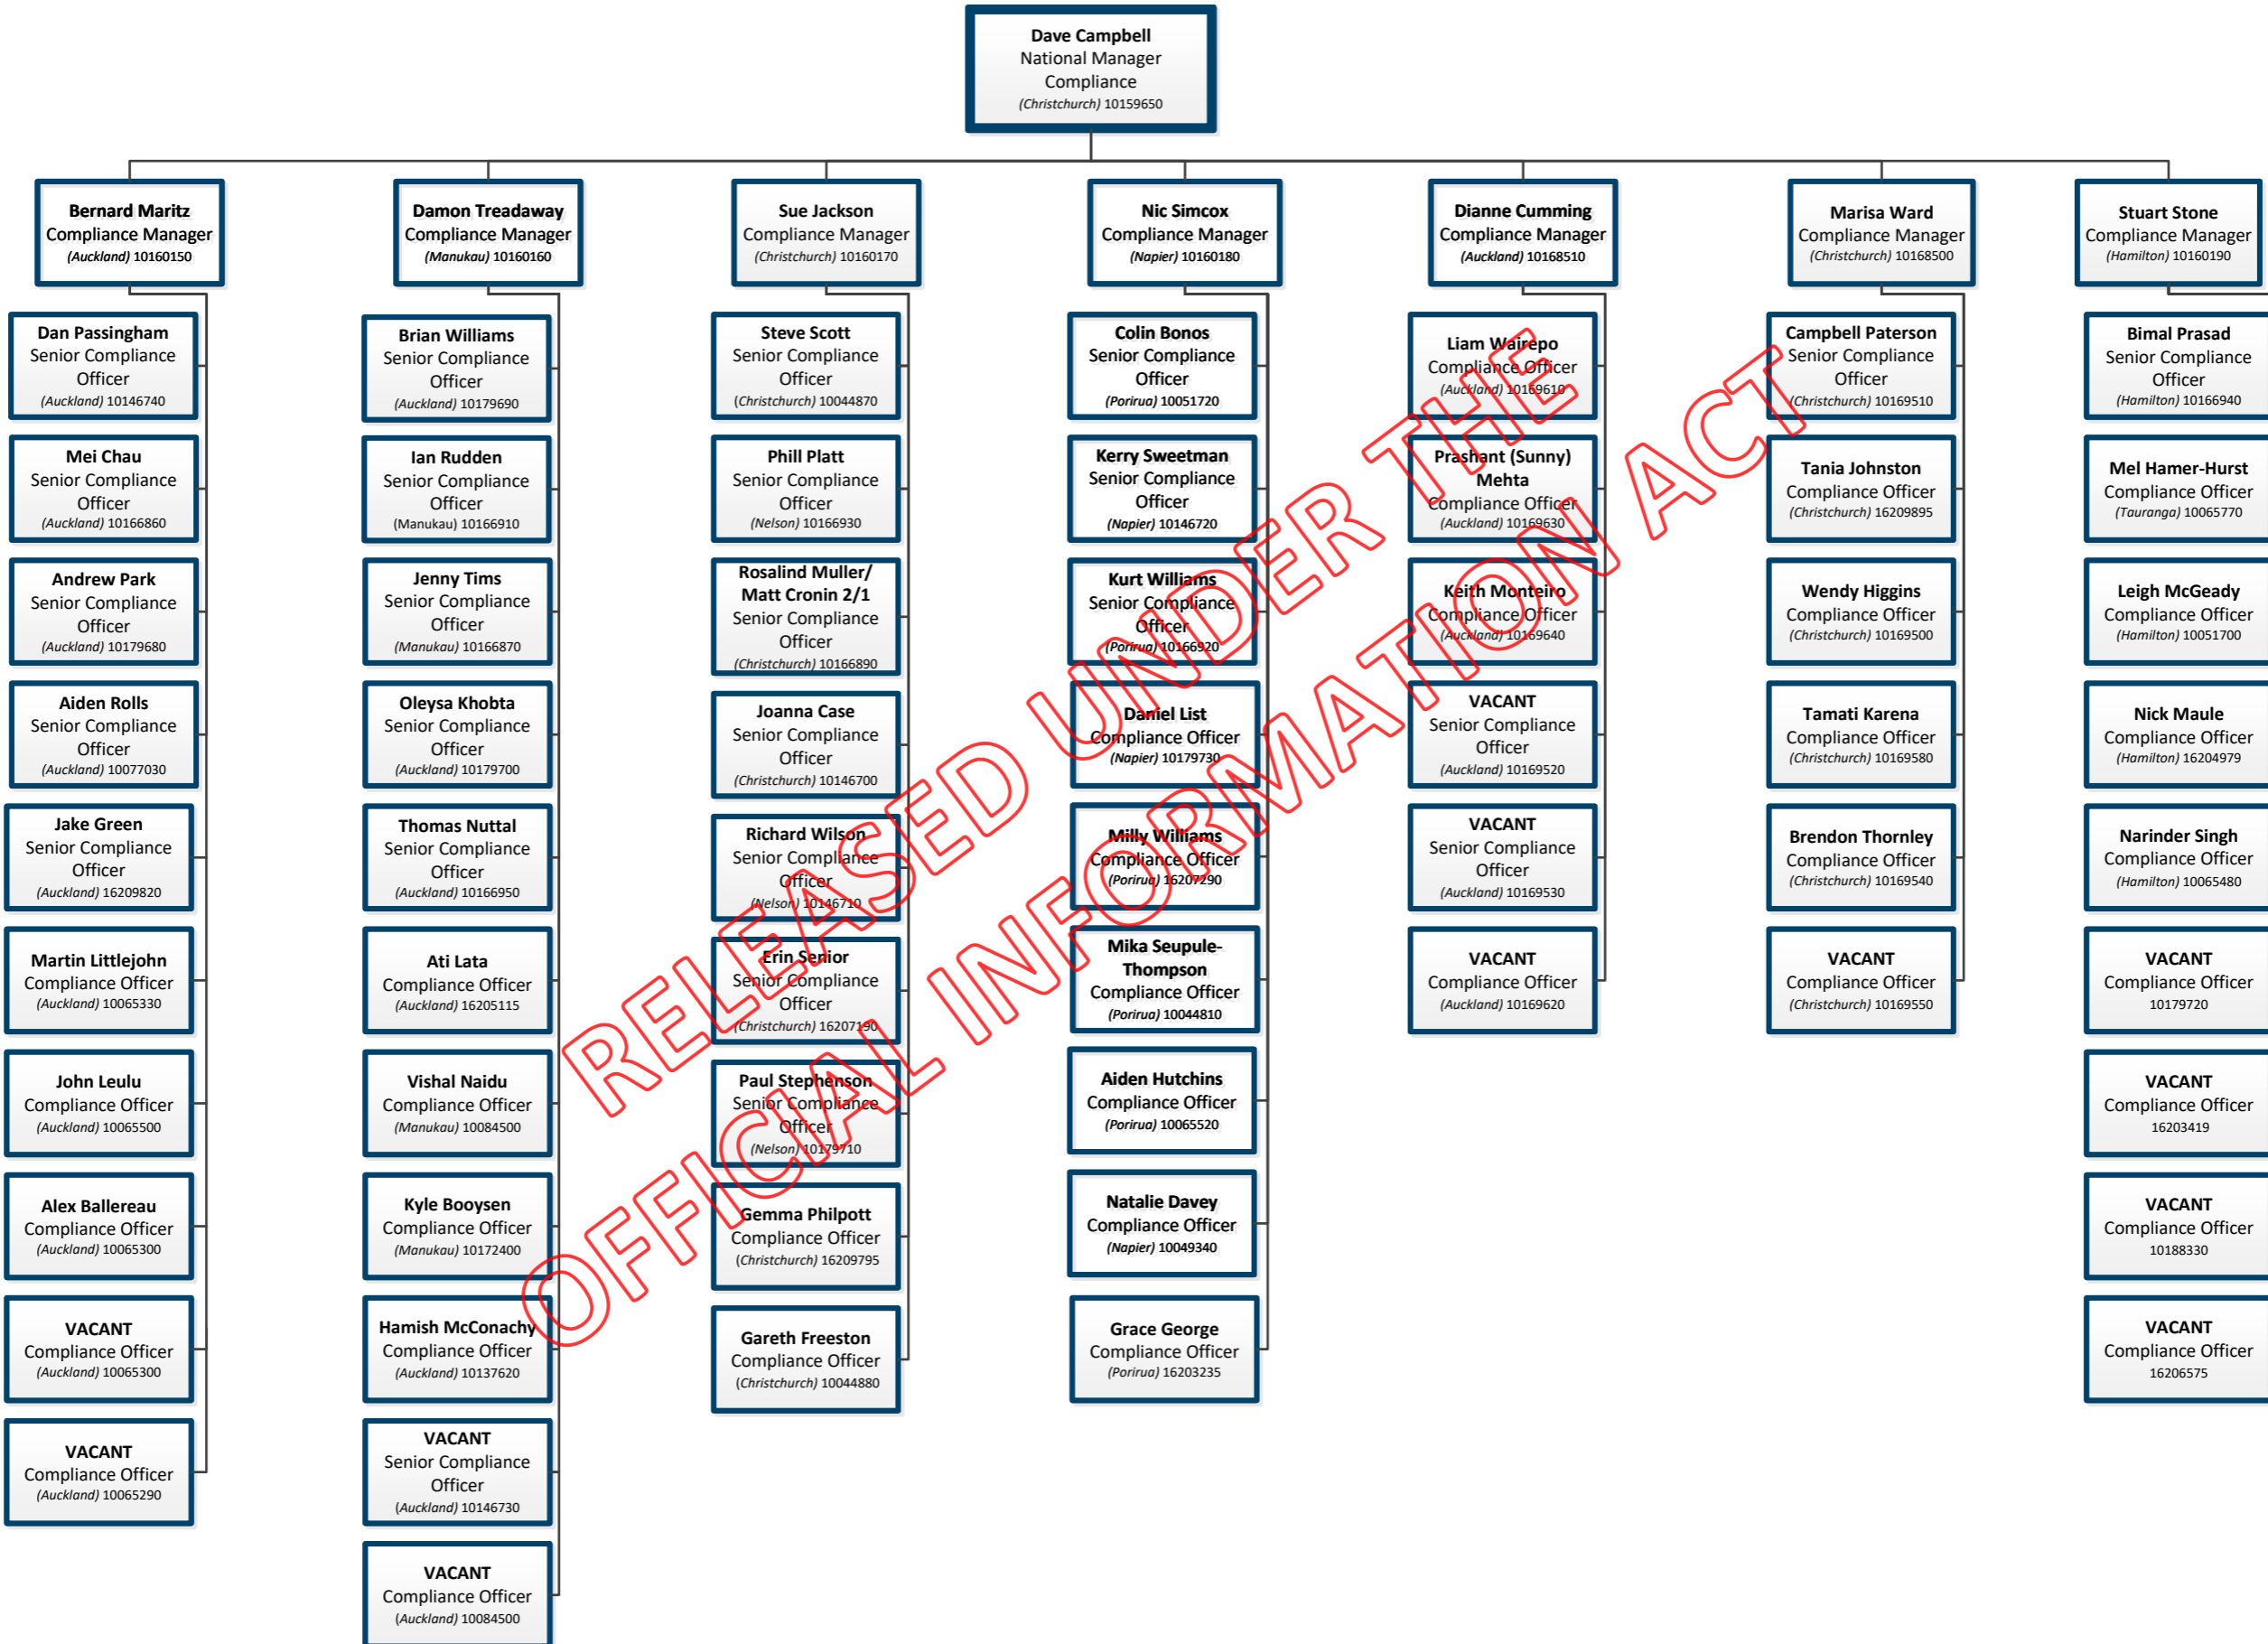 Dave Campbell
National Manager
Compliance
(Christchurch) 10159650
Bernard Maritz
Compliance Manager
(Auckland) 10160150
Dan Passingham
Senior Compliance
Officer
(Auckland) 10146740
Mei Chau
Senior Compliance
Officer
(Auckland) 10166860
Andrew Park
Senior Compliance
Officer
(Auckland) 10179680
Aiden Rolls
Senior Compliance
Officer
(Auckland) 10077030
Jake Green
Senior Compliance
Officer
(Auckland) 16209820
Martin Littlejohn
Compliance Officer
(Auckland) 10065330
John Leulu
Compliance Officer
(Auckland) 10065500
Alex Ballereau
Compliance Officer
(Auckland) 10065300
VACANT
Compliance Officer
(Auckland) 10065300
VACANT
Compliance Officer
(Auckland) 10065290
Damon Treadaway
Compliance Manager
(Manukau) 10160160
Brian Williams
Senior Compliance
Officer
(Auckland) 10179690
Ian Rudden
Senior Compliance
Officer
(Manukau) 10166910
Jenny Tims
Senior Compliance
Officer
(Manukau) 10166870
Oleysa Khobta
Senior Compliance
Officer
(Auckland) 10179700
Thomas Nuttal
Senior Compliance
Officer
(Auckland) 10166950
Ati Lata
Compliance Officer
(Auckland) 16205115
Vishal Naidu
Compliance Officer
(Manukau) 10084500
Kyle Booysen
Compliance Officer
(Manukau) 10172400
Hamish McConachy
Compliance Officer
(Auckland) 10137620
VACANT
Senior Compliance
Officer
(Auckland) 10146730
VACANT
Compliance Officer
(Auckland) 10084500
Sue Jackson
Compliance Manager
(Christchurch) 10160170
Steve Scott
Senior Compliance
Officer
(Christchurch) 10044870
Phill Platt
Senior Compliance
Officer
(Nelson) 10166930
Rosalind Muller/
Matt Cronin 2/1
Senior Compliance
Officer
(Christchurch) 10166890
Joanna Case
Senior Compliance
Officer
(Christchurch) 10146700
Richard Wilson
Senior Compliance
Officer
(Nelson) 10146710
Erin Senior
Senior Compliance
Officer
(Christchurch) 16207190
Paul Stephenson
Senior Compliance
Officer
(Nelson) 10179710
Gemma Philpott
Compliance Officer
(Christchurch) 16209795
Gareth Freeston
Compliance Officer
(Christchurch) 10044880
Nic Simcox
Compliance Manager
(Napier) 10160180
Colin Bonos
Senior Compliance
Officer
(Porirua) 10051720
Kerry Sweetman
Senior Compliance
Officer
(Napier) 10146720
Kurt Williams
Senior Compliance
Officer
(Porirua) 10166920
Daniel List
Compliance Officer
(Napier) 10179730
Milly Williams
Compliance Officer
(Porirua) 16207290
Mika Seupule-
Thompson
Compliance Officer
(Porirua) 10044810
Aiden Hutchins
Compliance Officer
(Porirua) 10065520
Natalie Davey
Compliance Officer
(Napier) 10049340
Grace George
Compliance Officer
(Porirua) 16203235
Dianne Cumming
Compliance Manager
(Auckland) 10168510
Liam Wairepo
Compliance Officer
(Auckland) 10169610
Prashant (Sunny)
Mehta
Compliance Officer
(Auckland) 10169630
Keith Monteiro
Compliance Officer
(Auckland) 10169640
VACANT
Senior Compliance
Officer
(Auckland) 10169520
VACANT
Senior Compliance
Officer
(Auckland) 10169530
VACANT
Compliance Officer
(Auckland) 10169620
Marisa Ward
Compliance Manager
(Christchurch) 10168500
Campbell Paterson
Senior Compliance
Officer
(Christchurch) 10169510
Tania Johnston
Compliance Officer
(Christchurch) 16209895
Wendy Higgins
Compliance Officer
(Christchurch) 10169500
Tamati Karena
Compliance Officer
(Christchurch) 10169580
Brendon Thornley
Compliance Officer
(Christchurch) 10169540
VACANT
(Christchurch) 10169550
Stuart Stone
Compliance Manager
(Hamilton) 10160190
Bimal Prasad
Senior Compliance
Officer
(Hamilton) 10166940
Mel Hamer-Hurst
Compliance Officer
(Tauranga) 10065770
Leigh McGeady
Compliance Officer
(Hamilton) 10051700
Nick Maule
Compliance Officer
(Hamilton) 16204979
Narinder Singh
Compliance Officer
(Hamilton) 10065480
VACANT
Compliance Officer
10179720
VACANT
Compliance Officer
16203419
VACANT
Compliance Officer
10188330
VACANT
Compliance Officer
16206575
RELEASED UNDER THE
OFFICIAL INFORMATION ACT